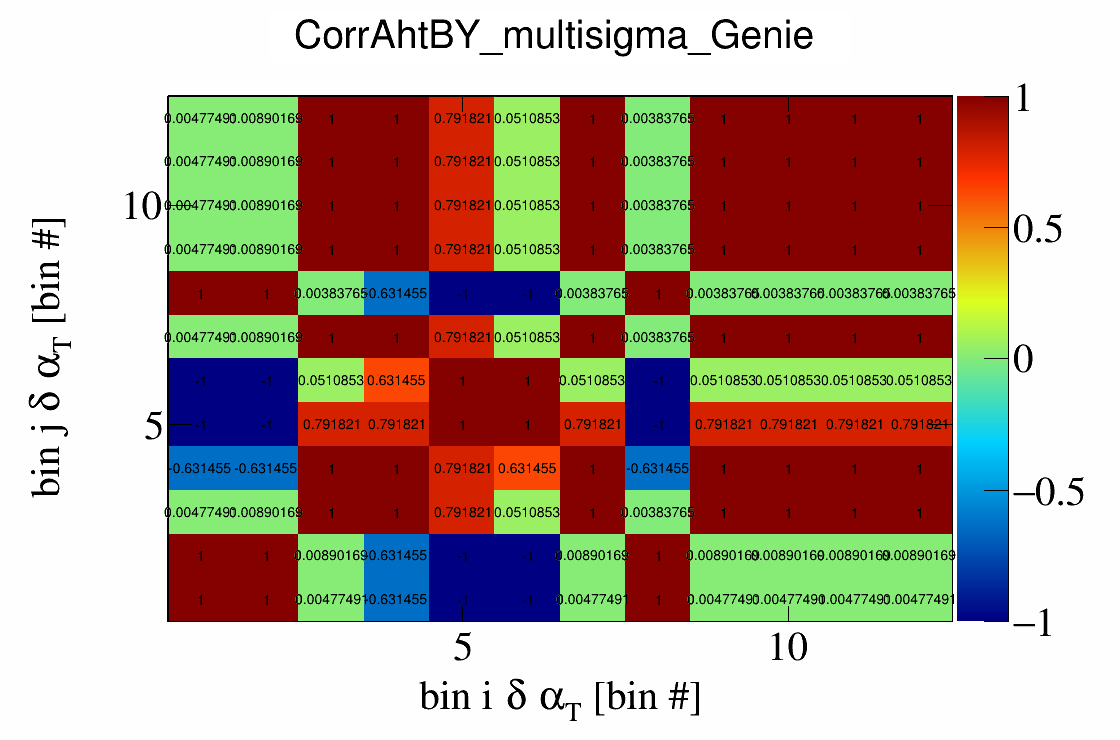 CorrAhtBY_multisigma_Genie
0.00477491 0.00890169 1 1 0.791821 0.0510853 1 0.00383765 1 1 1 1
0.00477491 0.00890169 1 1 0.791821 0.0510853 1 0.00383765 1 1 1 1
10 0.00477491 0.00890169 1 1 0.791821 0.0510853 1 0.00383765 1 1 1 1
0.00477491 0.00890169 1 1 0.791821 0.0510853 1 0.00383765 1 1 1 1
1 1 0.00383765 -0.631455 -1 -1 0.00383765 1 0.00383765 0.00383765 0.00383765 0.00383765
0.00477491 0.00890169 1 1 0.791821 0.0510853 1 0.00383765 1 1 1 1
-1 -1 0.0510853 0.631455 1 1 0.0510853 -1 0.0510853 0.0510853 0.0510853 0.0510853
5 -1 -1 0.791821 0.791821 1 1 0.791821 -1 0.791821 0.791821 0.791821 0.791821
-0.631455 -0.631455 1 1 0.791821 0.631455 1 -0.631455 1 1 1 1
0.00477491 0.00890169 1 1 0.791821 0.0510853 1 0.00383765 1 1 1 1
1 1 0.00890169 -0.631455 -1 -1 0.00890169 1 0.00890169 0.00890169 0.00890169 0.00890169
1 1 0.00477491 -0.631455 -1 -1 0.00477491 1 0.00477491 0.00477491 0.00477491 0.00477491
5 10
bin i δ α_T [bin #]
bin j δ α_T [bin #]
1
0.5
0
−0.5
−1